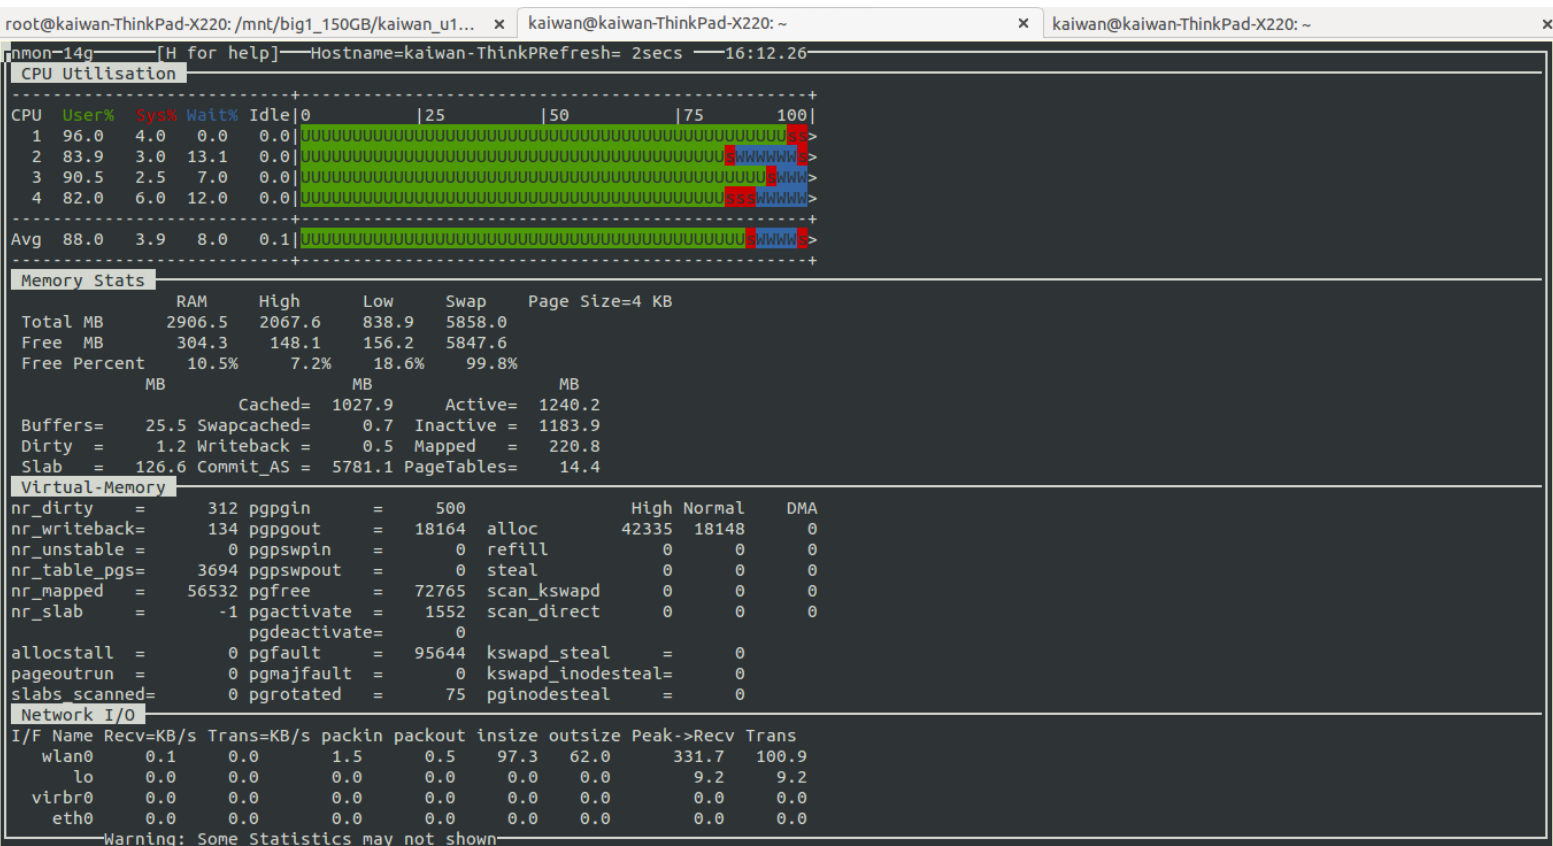 root@kaiwan-ThinkPad-X220: /mnt/big1_150GB/kaiwan_u1... × kaiwan@kaiwan-ThinkPad-X220: ~ × kaiwan@kaiwan-ThinkPad-X220: ~ ×
nmon─14g─────[H for help]───Hostname=kaiwan-ThinkPRefresh= 2secs ───16:12.26
CPU Utilisation
---------------------------+-------------------------------------------------+
CPU User% Sys% Wait% Idle|0 |25 |50 |75 100|
1 96.0 4.0 0.0 0.0|UUUUUUUUUUUUUUUUUUUUUUUUUUUUUUUUUUUUUUUUUUUUUUUss>
2 83.9 3.0 13.1 0.0|UUUUUUUUUUUUUUUUUUUUUUUUUUUUUUUUUUUUUUUUUsWWWWWWs>
3 90.5 2.5 7.0 0.0|UUUUUUUUUUUUUUUUUUUUUUUUUUUUUUUUUUUUUUUUUUUUUsWWW>
4 82.0 6.0 12.0 0.0|UUUUUUUUUUUUUUUUUUUUUUUUUUUUUUUUUUUUUUUUUsssWWWWW>
---------------------------+-------------------------------------------------+
Avg 88.0 3.9 8.0 0.1|UUUUUUUUUUUUUUUUUUUUUUUUUUUUUUUUUUUUUUUUUUUsWWWWs>
---------------------------+-------------------------------------------------+
Memory Stats
RAM High Low Swap Page Size=4 KB
Total MB 2906.5 2067.6 838.9 5858.0
Free MB 304.3 148.1 156.2 5847.6
Free Percent 10.5% 7.2% 18.6% 99.8%
MB MB MB
Cached= 1027.9 Active= 1240.2
Buffers= 25.5 Swapcached= 0.7 Inactive = 1183.9
Dirty = 1.2 Writeback = 0.5 Mapped = 220.8
Slab = 126.6 Commit_AS = 5781.1 PageTables= 14.4
Virtual-Memory
nr_dirty = 312 pgpgin = 500 High Normal DMA
nr_writeback= 134 pgpgout = 18164 alloc 42335 18148 0
nr_unstable = 0 pgpswpin = 0 refill 0 0 0
nr_table_pgs= 3694 pgpswpout = 0 steal 0 0 0
nr_mapped = 56532 pgfree = 72765 scan_kswapd 0 0 0
nr_slab = -1 pgactivate = 1552 scan_direct 0 0 0
pgdeactivate= 0
allocstall = 0 pgfault = 95644 kswapd_steal = 0
pageoutrun = 0 pgmajfault = 0 kswapd_inodesteal= 0
slabs_scanned= 0 pgrotated = 75 pginodesteal = 0
Network I/O
I/F Name Recv=KB/s Trans=KB/s packin packout insize outsize Peak->Recv Trans
wlan0 0.1 0.0 1.5 0.5 97.3 62.0 331.7 100.9
lo 0.0 0.0 0.0 0.0 0.0 0.0 9.2 9.2
virbr0 0.0 0.0 0.0 0.0 0.0 0.0 0.0 0.0
eth0 0.0 0.0 0.0 0.0 0.0 0.0 0.0 0.0
Warning: Some Statistics may not shown